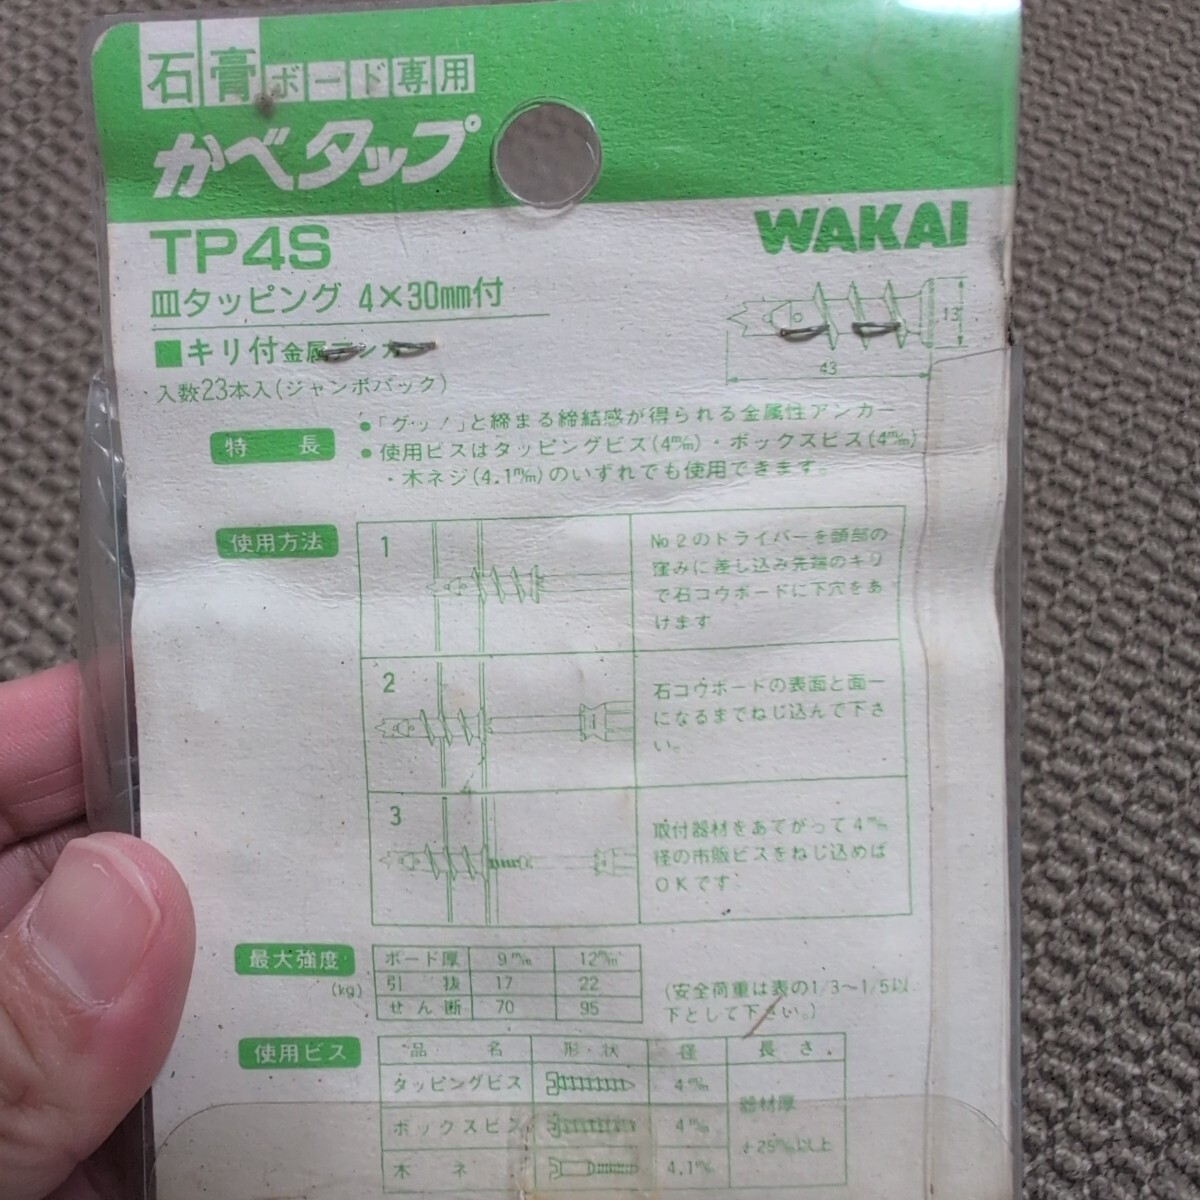 石膏ボード専用
かべタップ
WAKAI
TP4S
皿タッピング 4×30mm付
■キリ付金属アンカー
入数23本入(ジャンボパック)
13
43
特長
●「グッ!」と締まる締結感が得られる金属性アンカー
●使用ビスはタッピングビス(4m/m)・ボックスビス(4m/m)
・木ネジ(4.1m/m)のいずれでも使用できます
使用方法
1
No2のドライバーを頭部の
窪みに差し込み先端のキリ
で石コウボードに下穴をあ
けます
2
石コウボードの表面と面一
になるまでねじ込んで下さ
い。
3
取付器材をあてがって4m/m
径の市販ビスをねじ込めば
OKです
最大強度
(kg)
ボード厚 9m/m 12m/m
引抜 17 22
せん断 70 95
(安全荷重は表の1/3〜1/5以
下として下さい。)
使用ビス
品名 形・状 径 長さ
タッピングビス 4m/m
ボックスビス 4m/m
木ネ 4.1m/m
器材厚
+25m/m以上